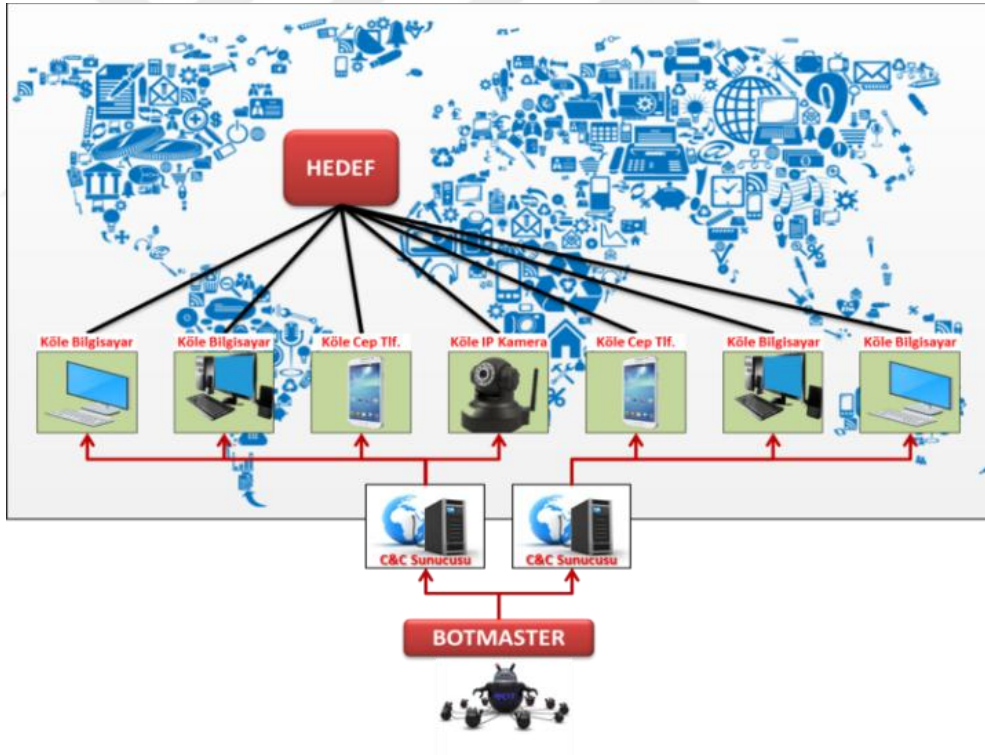 HEDEF
Köle Bilgisayar
Köle Bilgisayar
Köle Cep Tlf.
Köle IP Kamera
Köle Cep Tlf.
Köle Bilgisayar
Köle Bilgisayar
C&C Sunucusu
C&C Sunucusu
BOTMASTER